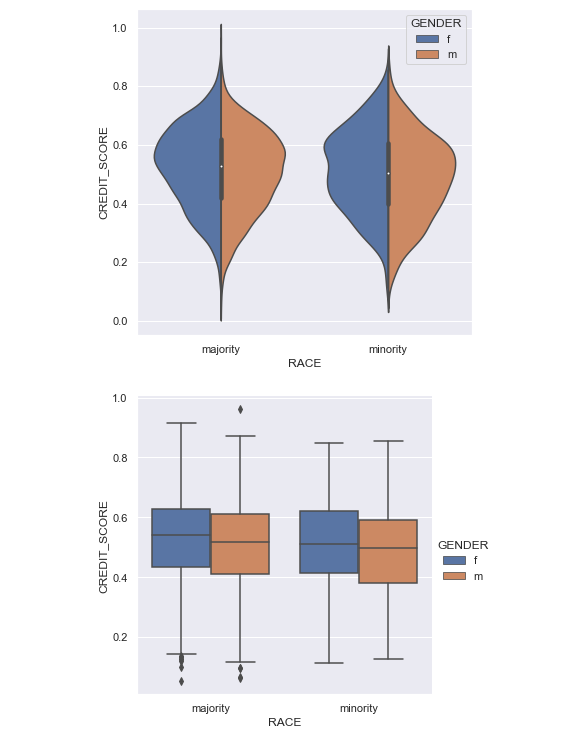 1.0
GENDER
f
m
0.8
0.6
CREDIT_SCORE
0.4
0.2
0.0
majority minority
RACE
1.0
0.8
0.6
CREDIT_SCORE
GENDER
f
m
0.4
0.2
majority minority
RACE